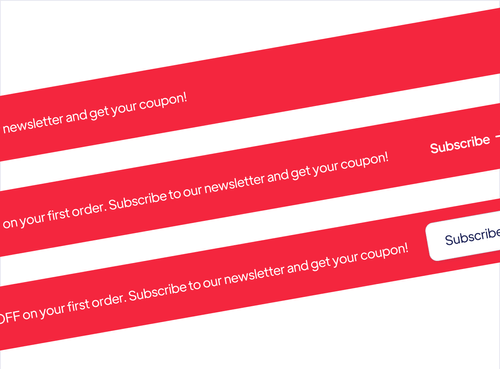 newsletter and get your coupon!
on your first order. Subscribe to our newsletter and get your coupon! Subscribe
OFF on your first order. Subscribe to our newsletter and get your coupon! Subscribe